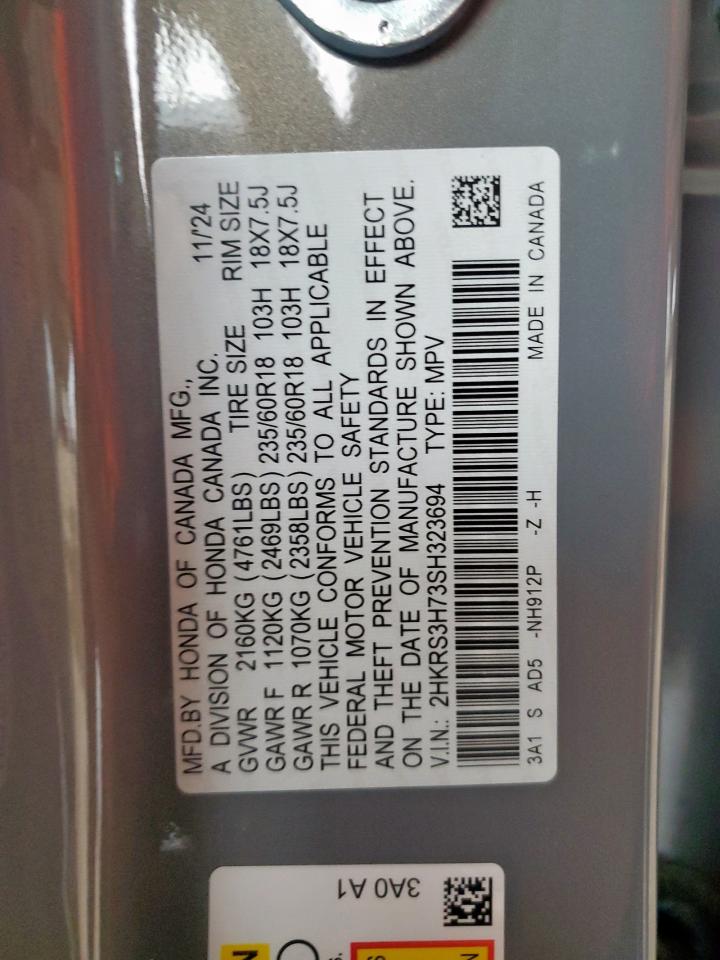 MFD.BY HONDA OF CANADA MFG.,
A DIVISION OF HONDA CANADA INC. 11/'24
GVWR 2160KG (4761LBS) TIRE SIZE RIM SIZE
GAWR F 1120KG (2469LBS) 235/60R18 103H 18X7.5J
GAWR R 1070KG (2358LBS) 235/60R18 103H 18X7.5J
THIS VEHICLE CONFORMS TO ALL APPLICABLE
FEDERAL MOTOR VEHICLE SAFETY
AND THEFT PREVENTION STANDARDS IN EFFECT
ON THE DATE OF MANUFACTURE SHOWN ABOVE.
V.I.N.: 2HKRS3H73SH323694 TYPE: MPV
3A1 S AD5 -NH912P -Z -H MADE IN CANADA
3A0 A1